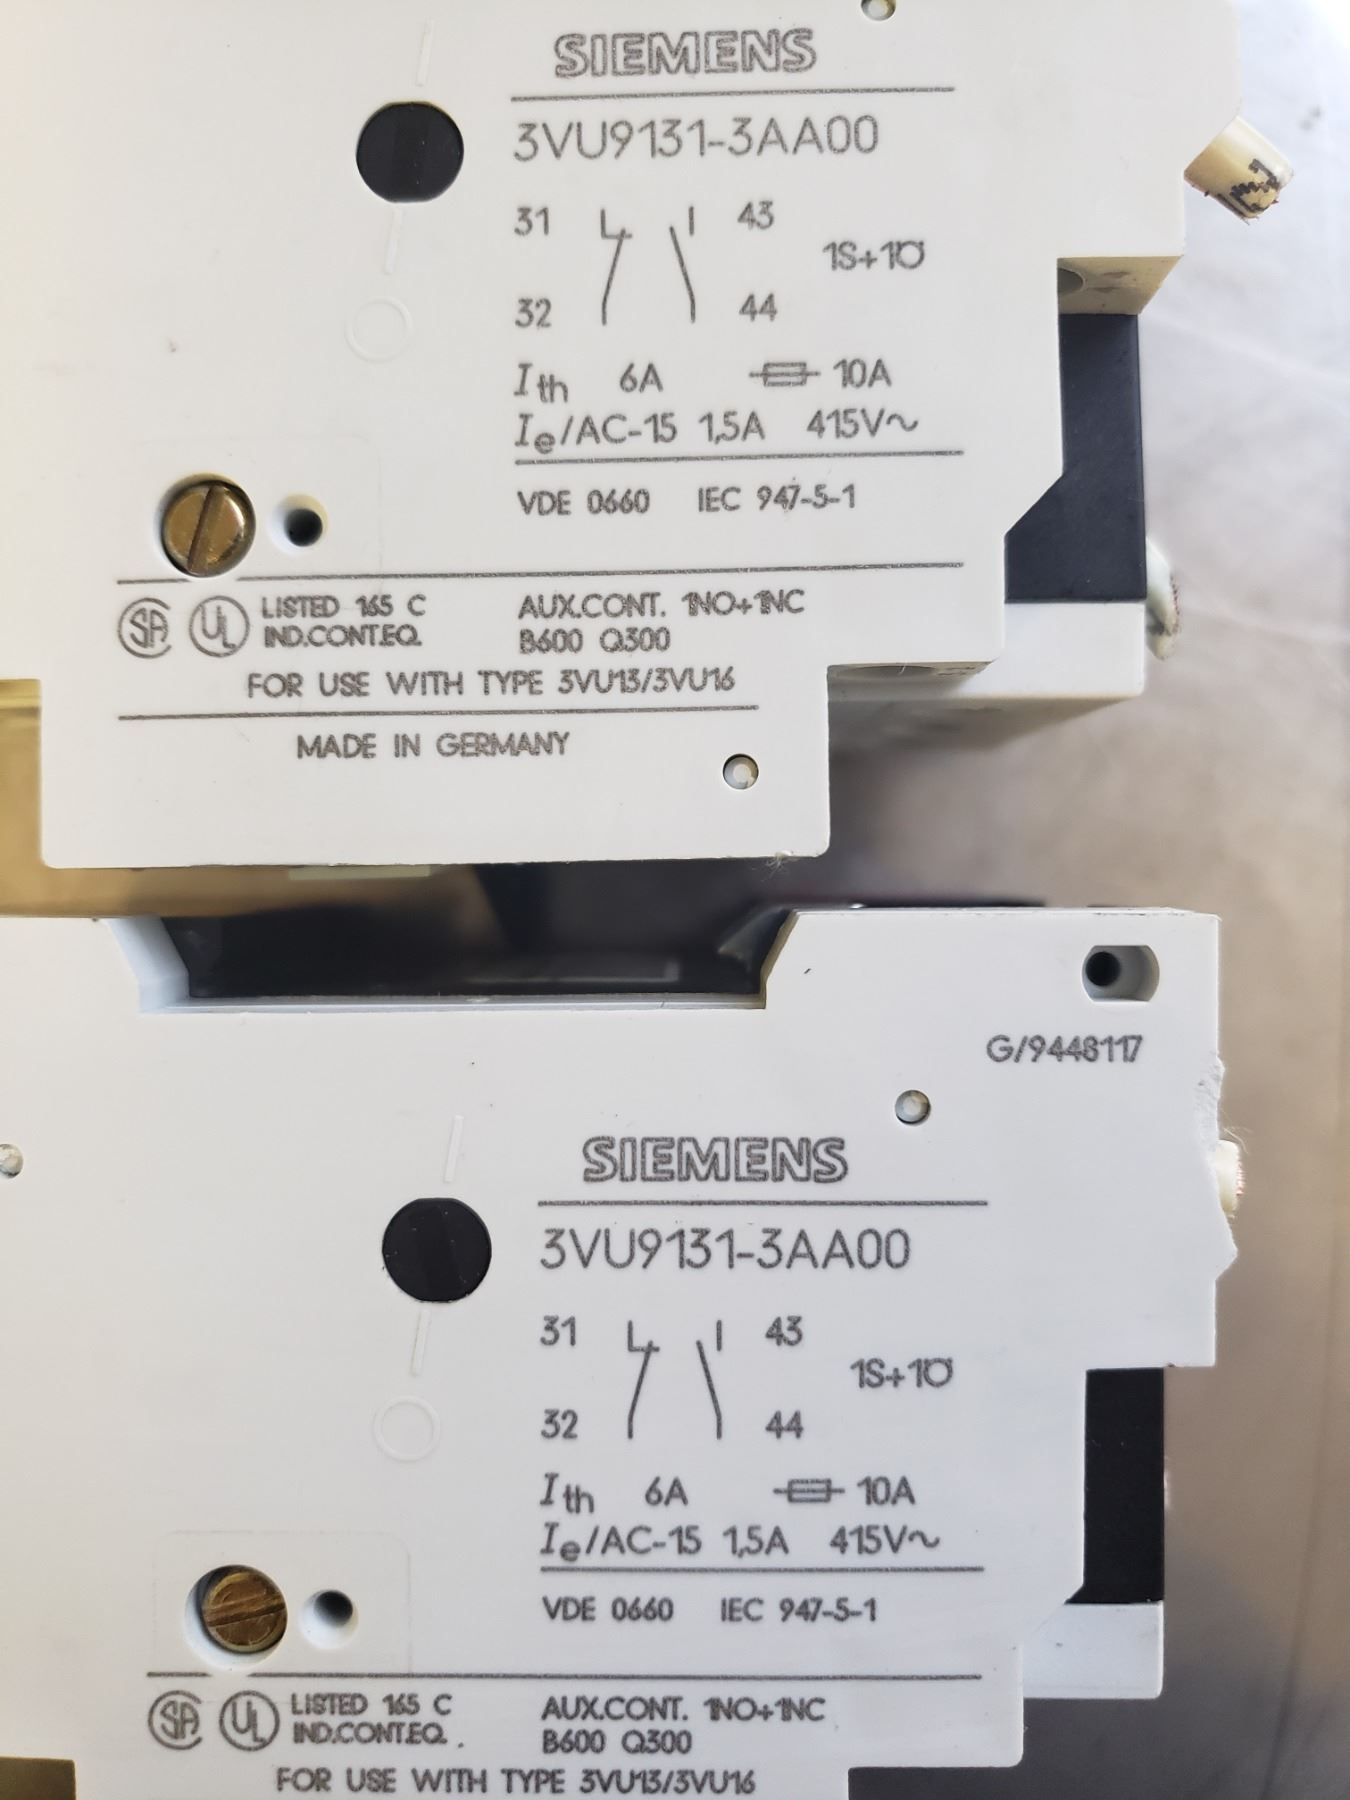 SIEMENS
3VU9131-3AA00
31 43
1S+1Ö
32 44
Ith 6A 10A
Ie/AC-15 1,5A 415V~
VDE 0660 IEC 947-5-1
SA UL LISTED 165 C AUX.CONT. 1NO+1NC
IND.CONT.EQ. B600 Q300
FOR USE WITH TYPE 3VU13/3VU16
MADE IN GERMANY
G/9448117
SIEMENS
3VU9131-3AA00
31 43
1S+1Ö
32 44
Ith 6A 10A
Ie/AC-15 1,5A 415V~
VDE 0660 IEC 947-5-1
SA UL LISTED 165 C AUX.CONT. 1NO+1NC
IND.CONT.EQ. B600 Q300
FOR USE WITH TYPE 3VU13/3VU16